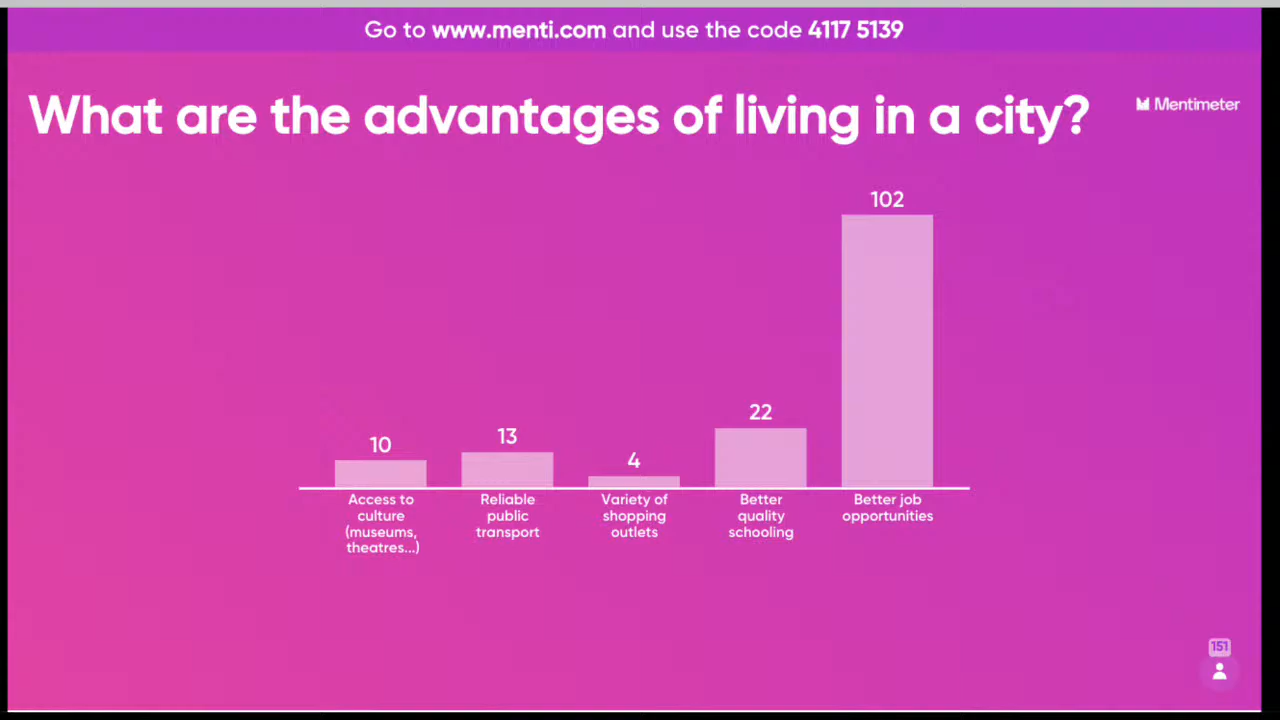 Go to www.menti.com and use the code 4117 5139
What are the advantages of living in a city?
Mentimeter
102
22
13
10
4
Access to
culture
(museums,
theatres...)
Reliable
public
transport
Variety of
shopping
outlets
Better
quality
schooling
Better job
opportunities
151